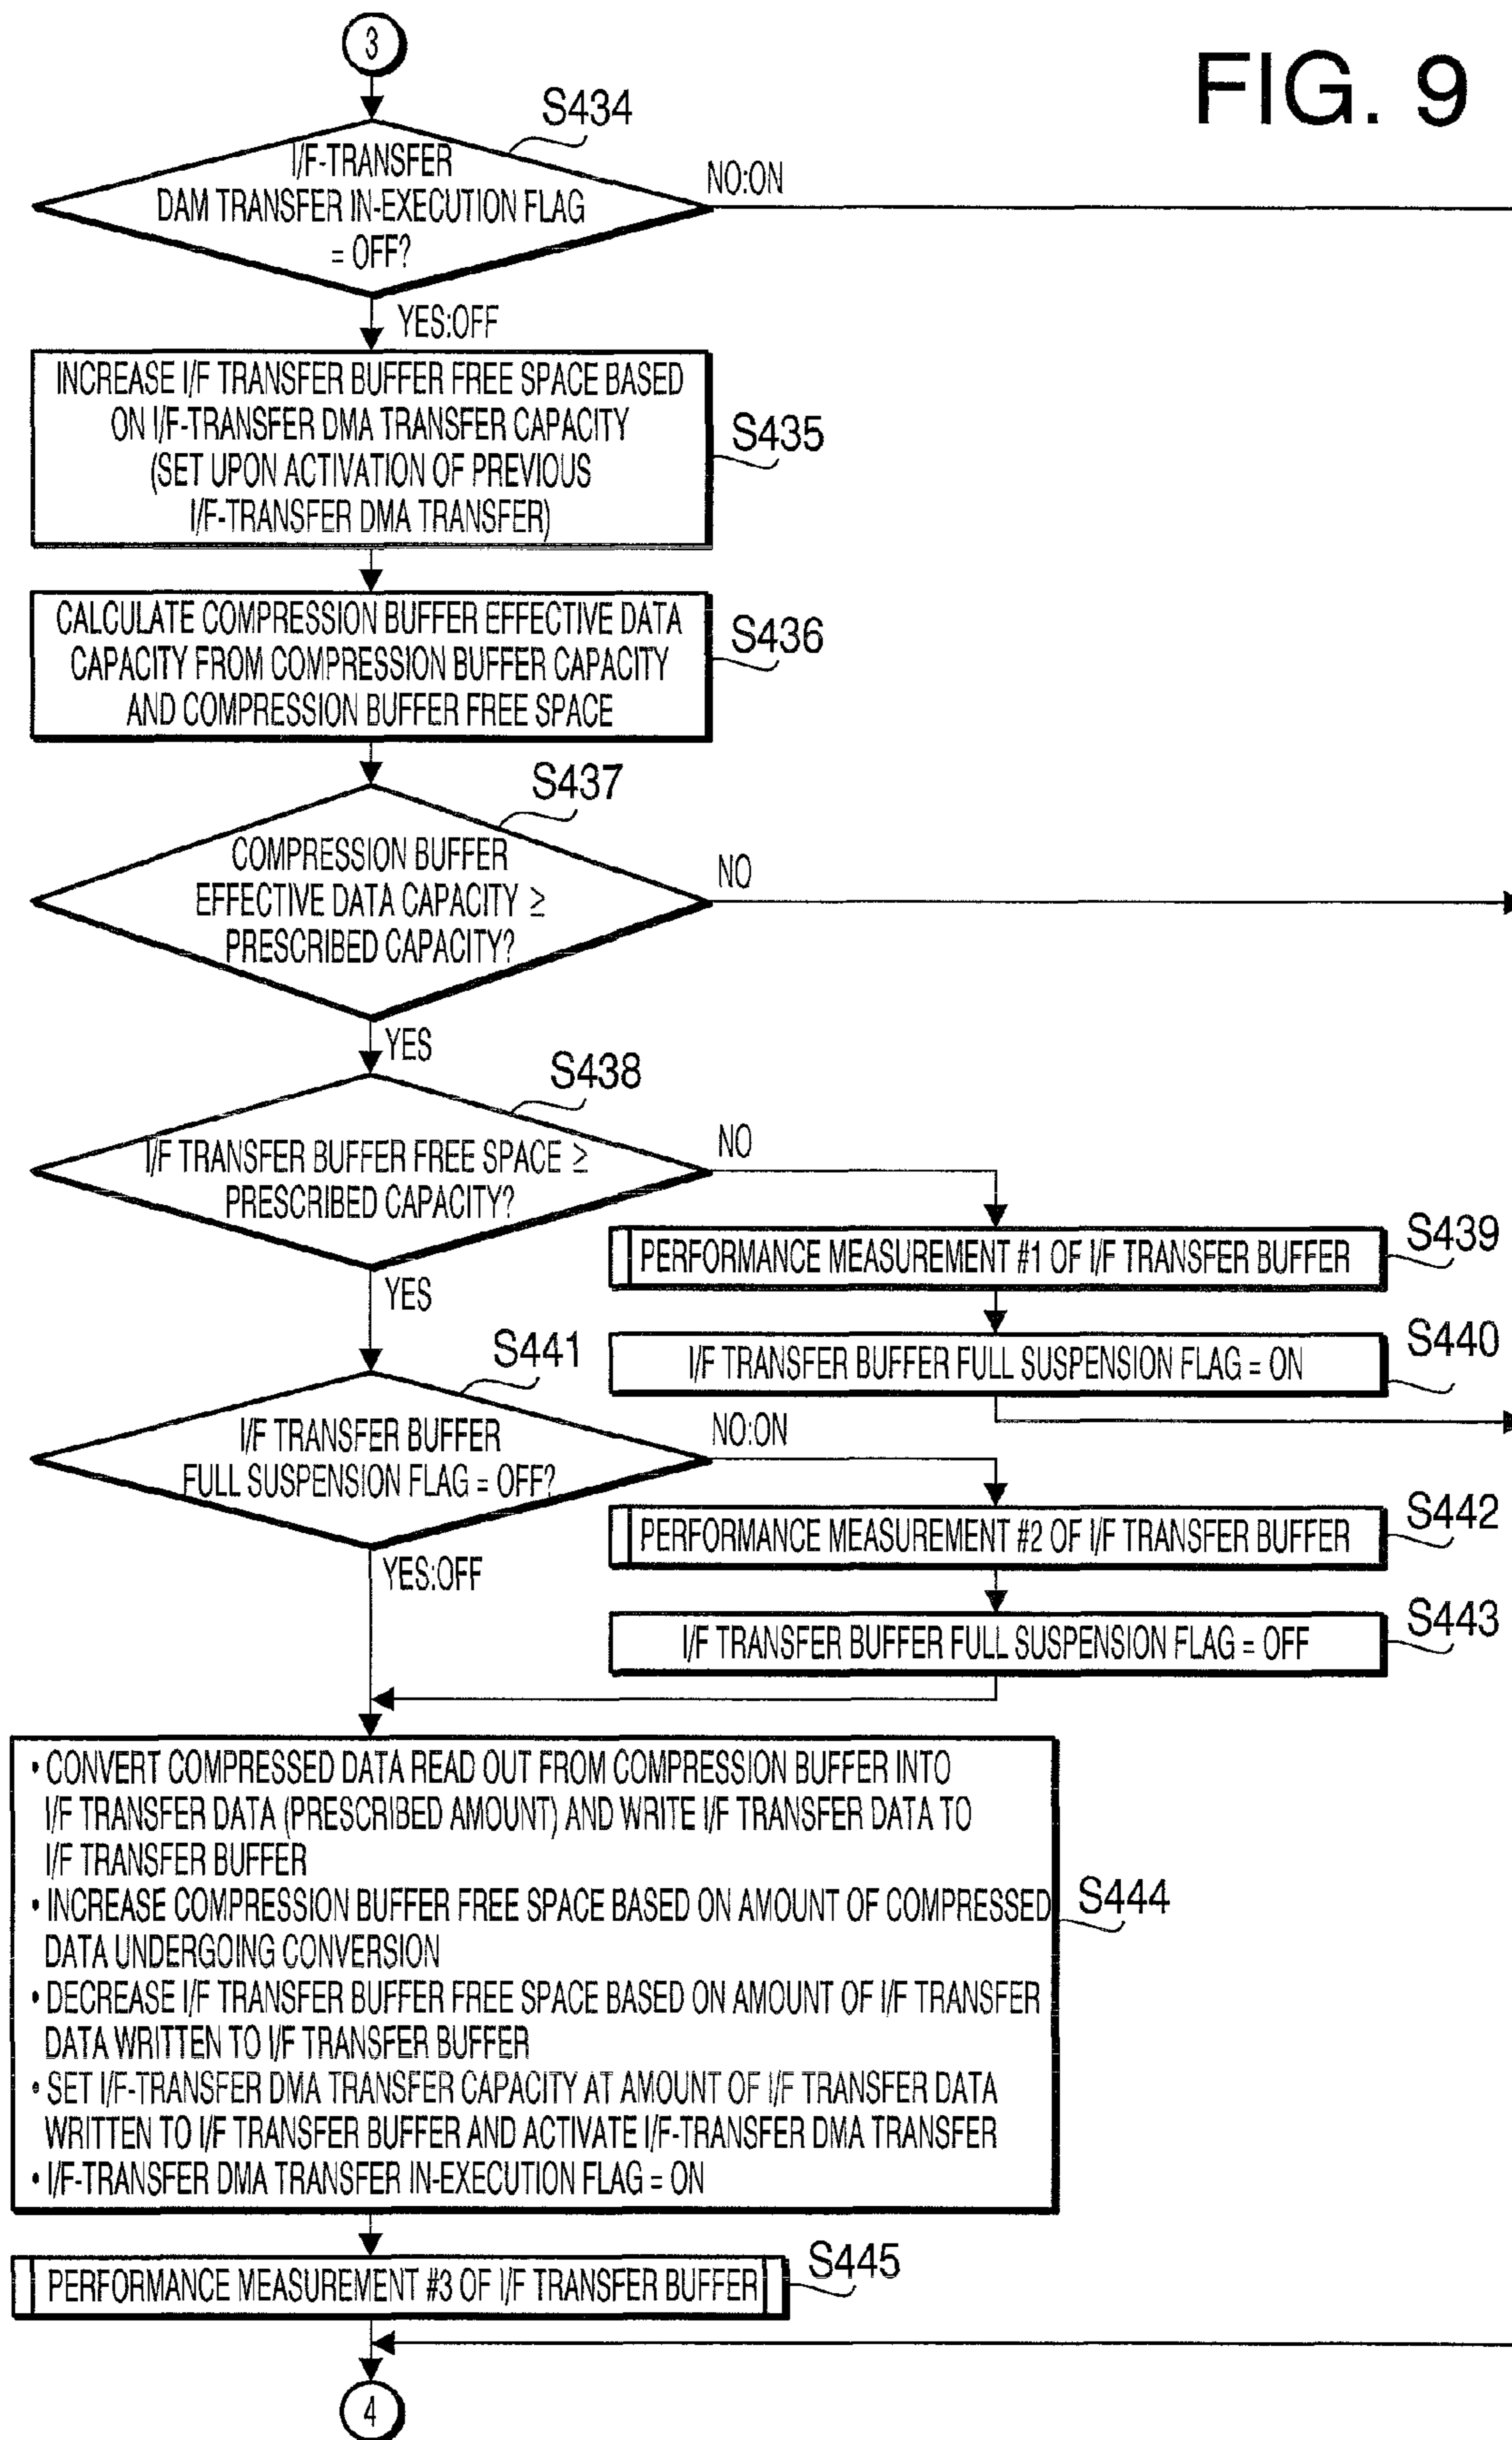 FIG. 9
3
S434
I/F-TRANSFER
DAM TRANSFER IN-EXECUTION FLAG
= OFF?
NO:ON
YES:OFF
INCREASE I/F TRANSFER BUFFER FREE SPACE BASED
ON I/F-TRANSFER DMA TRANSFER CAPACITY
(SET UPON ACTIVATION OF PREVIOUS
I/F-TRANSFER DMA TRANSFER)
S435
CALCULATE COMPRESSION BUFFER EFFECTIVE DATA
CAPACITY FROM COMPRESSION BUFFER CAPACITY
AND COMPRESSION BUFFER FREE SPACE
S436
S437
COMPRESSION BUFFER
EFFECTIVE DATA CAPACITY ≥
PRESCRIBED CAPACITY?
NO
YES
S438
I/F TRANSFER BUFFER FREE SPACE ≥
PRESCRIBED CAPACITY?
NO
YES
PERFORMANCE MEASUREMENT #1 OF I/F TRANSFER BUFFER
S439
I/F TRANSFER BUFFER FULL SUSPENSION FLAG = ON
S440
S441
I/F TRANSFER BUFFER
FULL SUSPENSION FLAG = OFF?
NO:ON
YES:OFF
PERFORMANCE MEASUREMENT #2 OF I/F TRANSFER BUFFER
S442
I/F TRANSFER BUFFER FULL SUSPENSION FLAG = OFF
S443
• CONVERT COMPRESSED DATA READ OUT FROM COMPRESSION BUFFER INTO
I/F TRANSFER DATA (PRESCRIBED AMOUNT) AND WRITE I/F TRANSFER DATA TO
I/F TRANSFER BUFFER
• INCREASE COMPRESSION BUFFER FREE SPACE BASED ON AMOUNT OF COMPRESSED
DATA UNDERGOING CONVERSION
• DECREASE I/F TRANSFER BUFFER FREE SPACE BASED ON AMOUNT OF I/F TRANSFER
DATA WRITTEN TO I/F TRANSFER BUFFER
• SET I/F-TRANSFER DMA TRANSFER CAPACITY AT AMOUNT OF I/F TRANSFER DATA
WRITTEN TO I/F TRANSFER BUFFER AND ACTIVATE I/F-TRANSFER DMA TRANSFER
• I/F-TRANSFER DMA TRANSFER IN-EXECUTION FLAG = ON
S444
PERFORMANCE MEASUREMENT #3 OF I/F TRANSFER BUFFER
S445
4